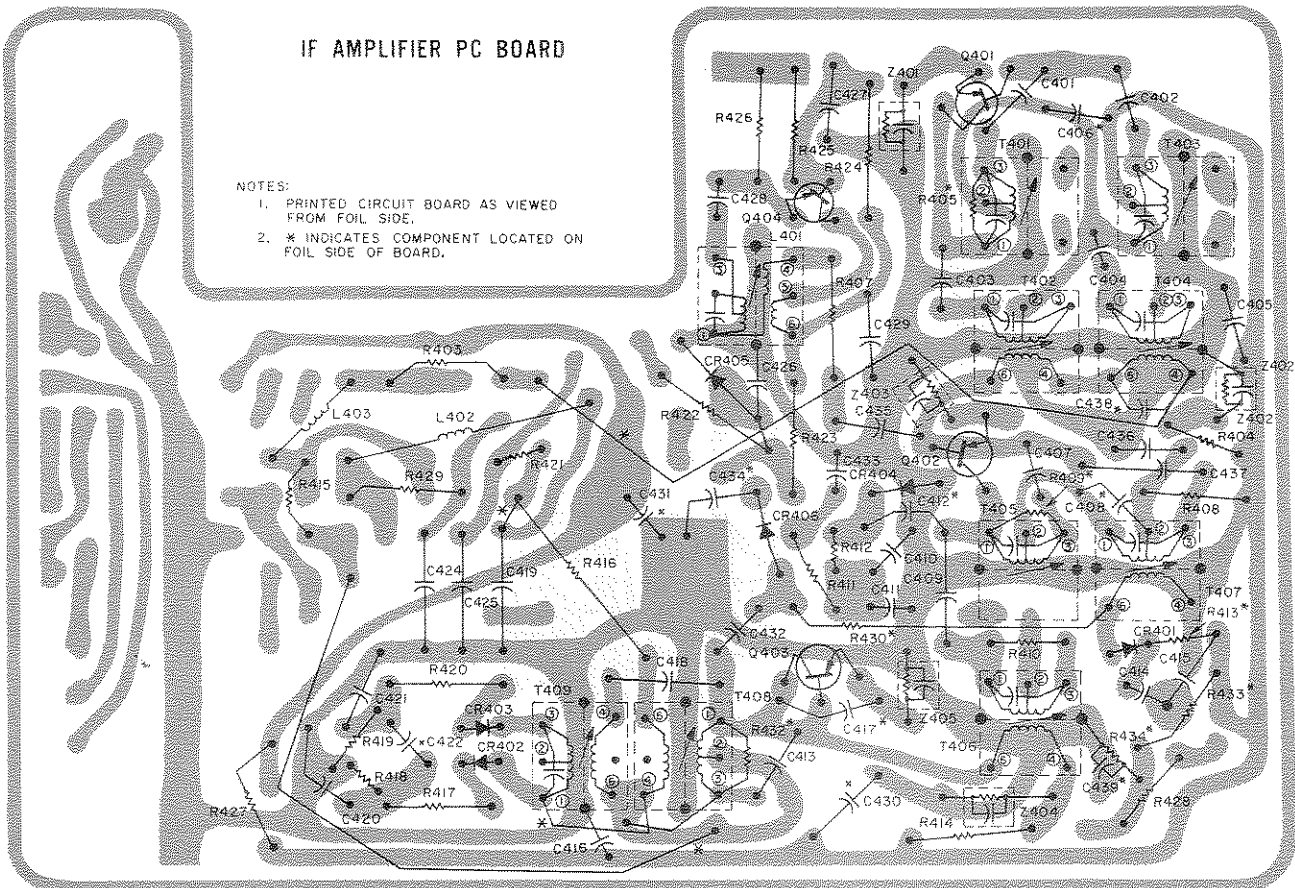 IF AMPLIFIER PC BOARD
NOTES:
1. PRINTED CIRCUIT BOARD AS VIEWED
FROM FOIL SIDE.
2. * INDICATES COMPONENT LOCATED ON
FOIL SIDE OF BOARD.
Q401
Z401
C401
C402
C427
R426
C406*
R425
T401
T403
R424
R405*
C428
Q404
401
C403
T402
C404
T404
R407
C405
C429
R403
CR405
C426
Z402
Z403
L403
L402
R422
C435
C438
*
Z402
R423
C436
R404
R421
C433
Q402
C407
C437
R415
R429
C434*
CR404
C431
*
C412*
R409*
C408
R408
CR406
T405
R412
C410
R416
C424
C419
R411
C409
C425
C411
T407
R413*
C432
R430*
CR401
Q403
R410
C415
R420
C418
C414
*
R433*
C421
T409
T408
CR403
R432*
C417*
Z405
R419
C422
*
R434*
CR402
T406
C413
R418
C439*
R427
R417
C430
*
R428
C420
Z404
R414
C416
*